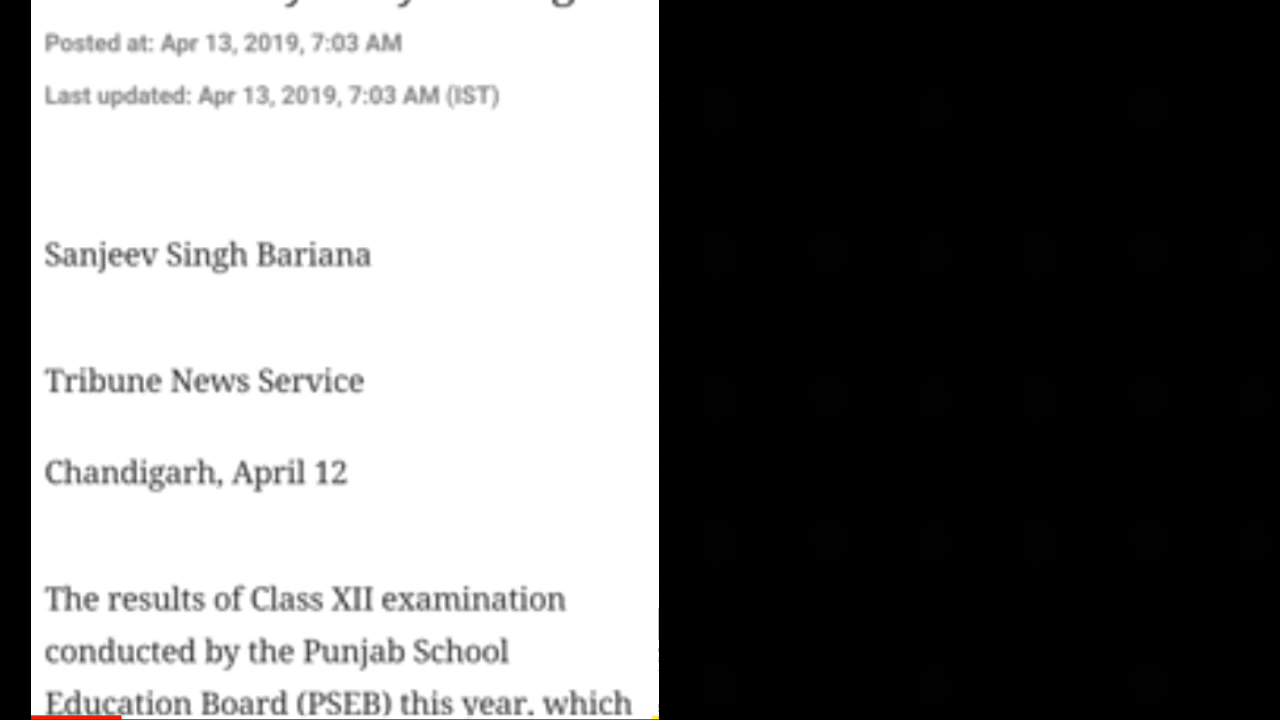 Posted at: Apr 13, 2019, 7:03 AM
Last updated: Apr 13, 2019, 7:03 AM (IST)
Sanjeev Singh Bariana
Tribune News Service
Chandigarh, April 12
The results of Class XII examination
conducted by the Punjab School
Education Board (PSEB) this year, which